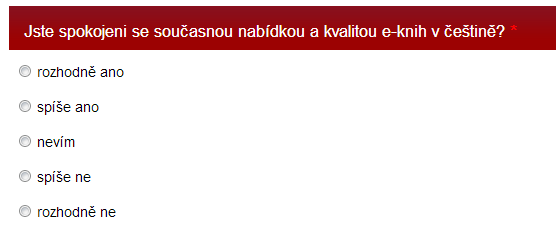 Jste spokojeni se současnou nabídkou a kvalitou e-knih v češtině? *
rozhodně ano
spíše ano
nevím
spíše ne
rozhodně ne